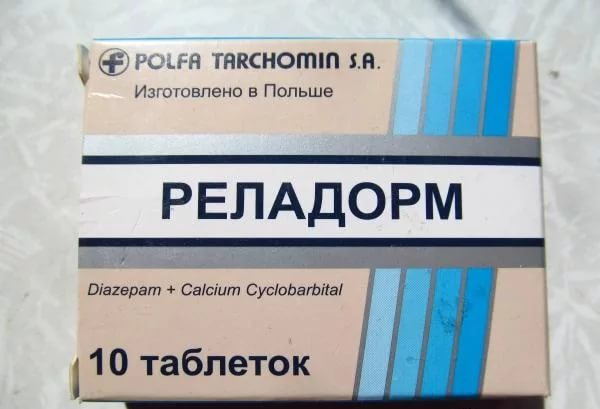 POLFA TARCHOMIN S.A.
Изготовлено в Польше
РЕЛАДОРМ
Diazepam + Calcium Cyclobarbital
10 таблеток